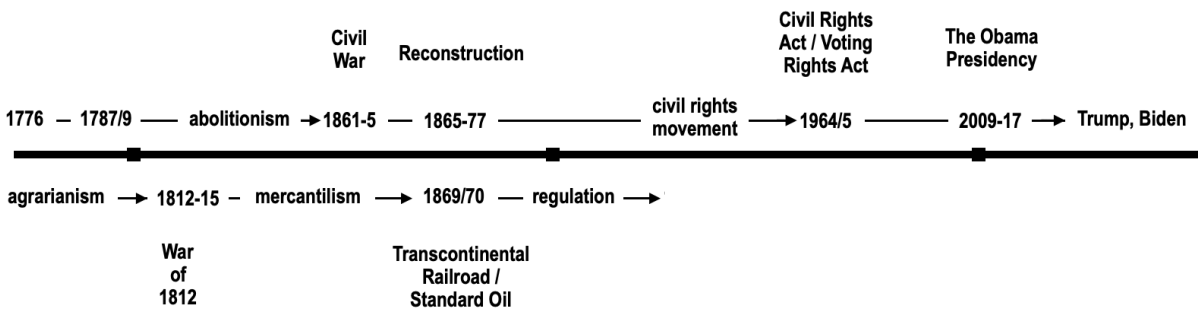 Civil
War
Reconstruction
Civil Rights
Act / Voting
Rights Act
The Obama
Presidency
1776 – 1787/9 — abolitionism → 1861-5 — 1865-77 — civil rights movement → 1964/5 — 2009-17 → Trump, Biden
agrarianism → 1812-15 – mercantilism → 1869/70 — regulation →
War
of
1812
Transcontinental
Railroad /
Standard Oil